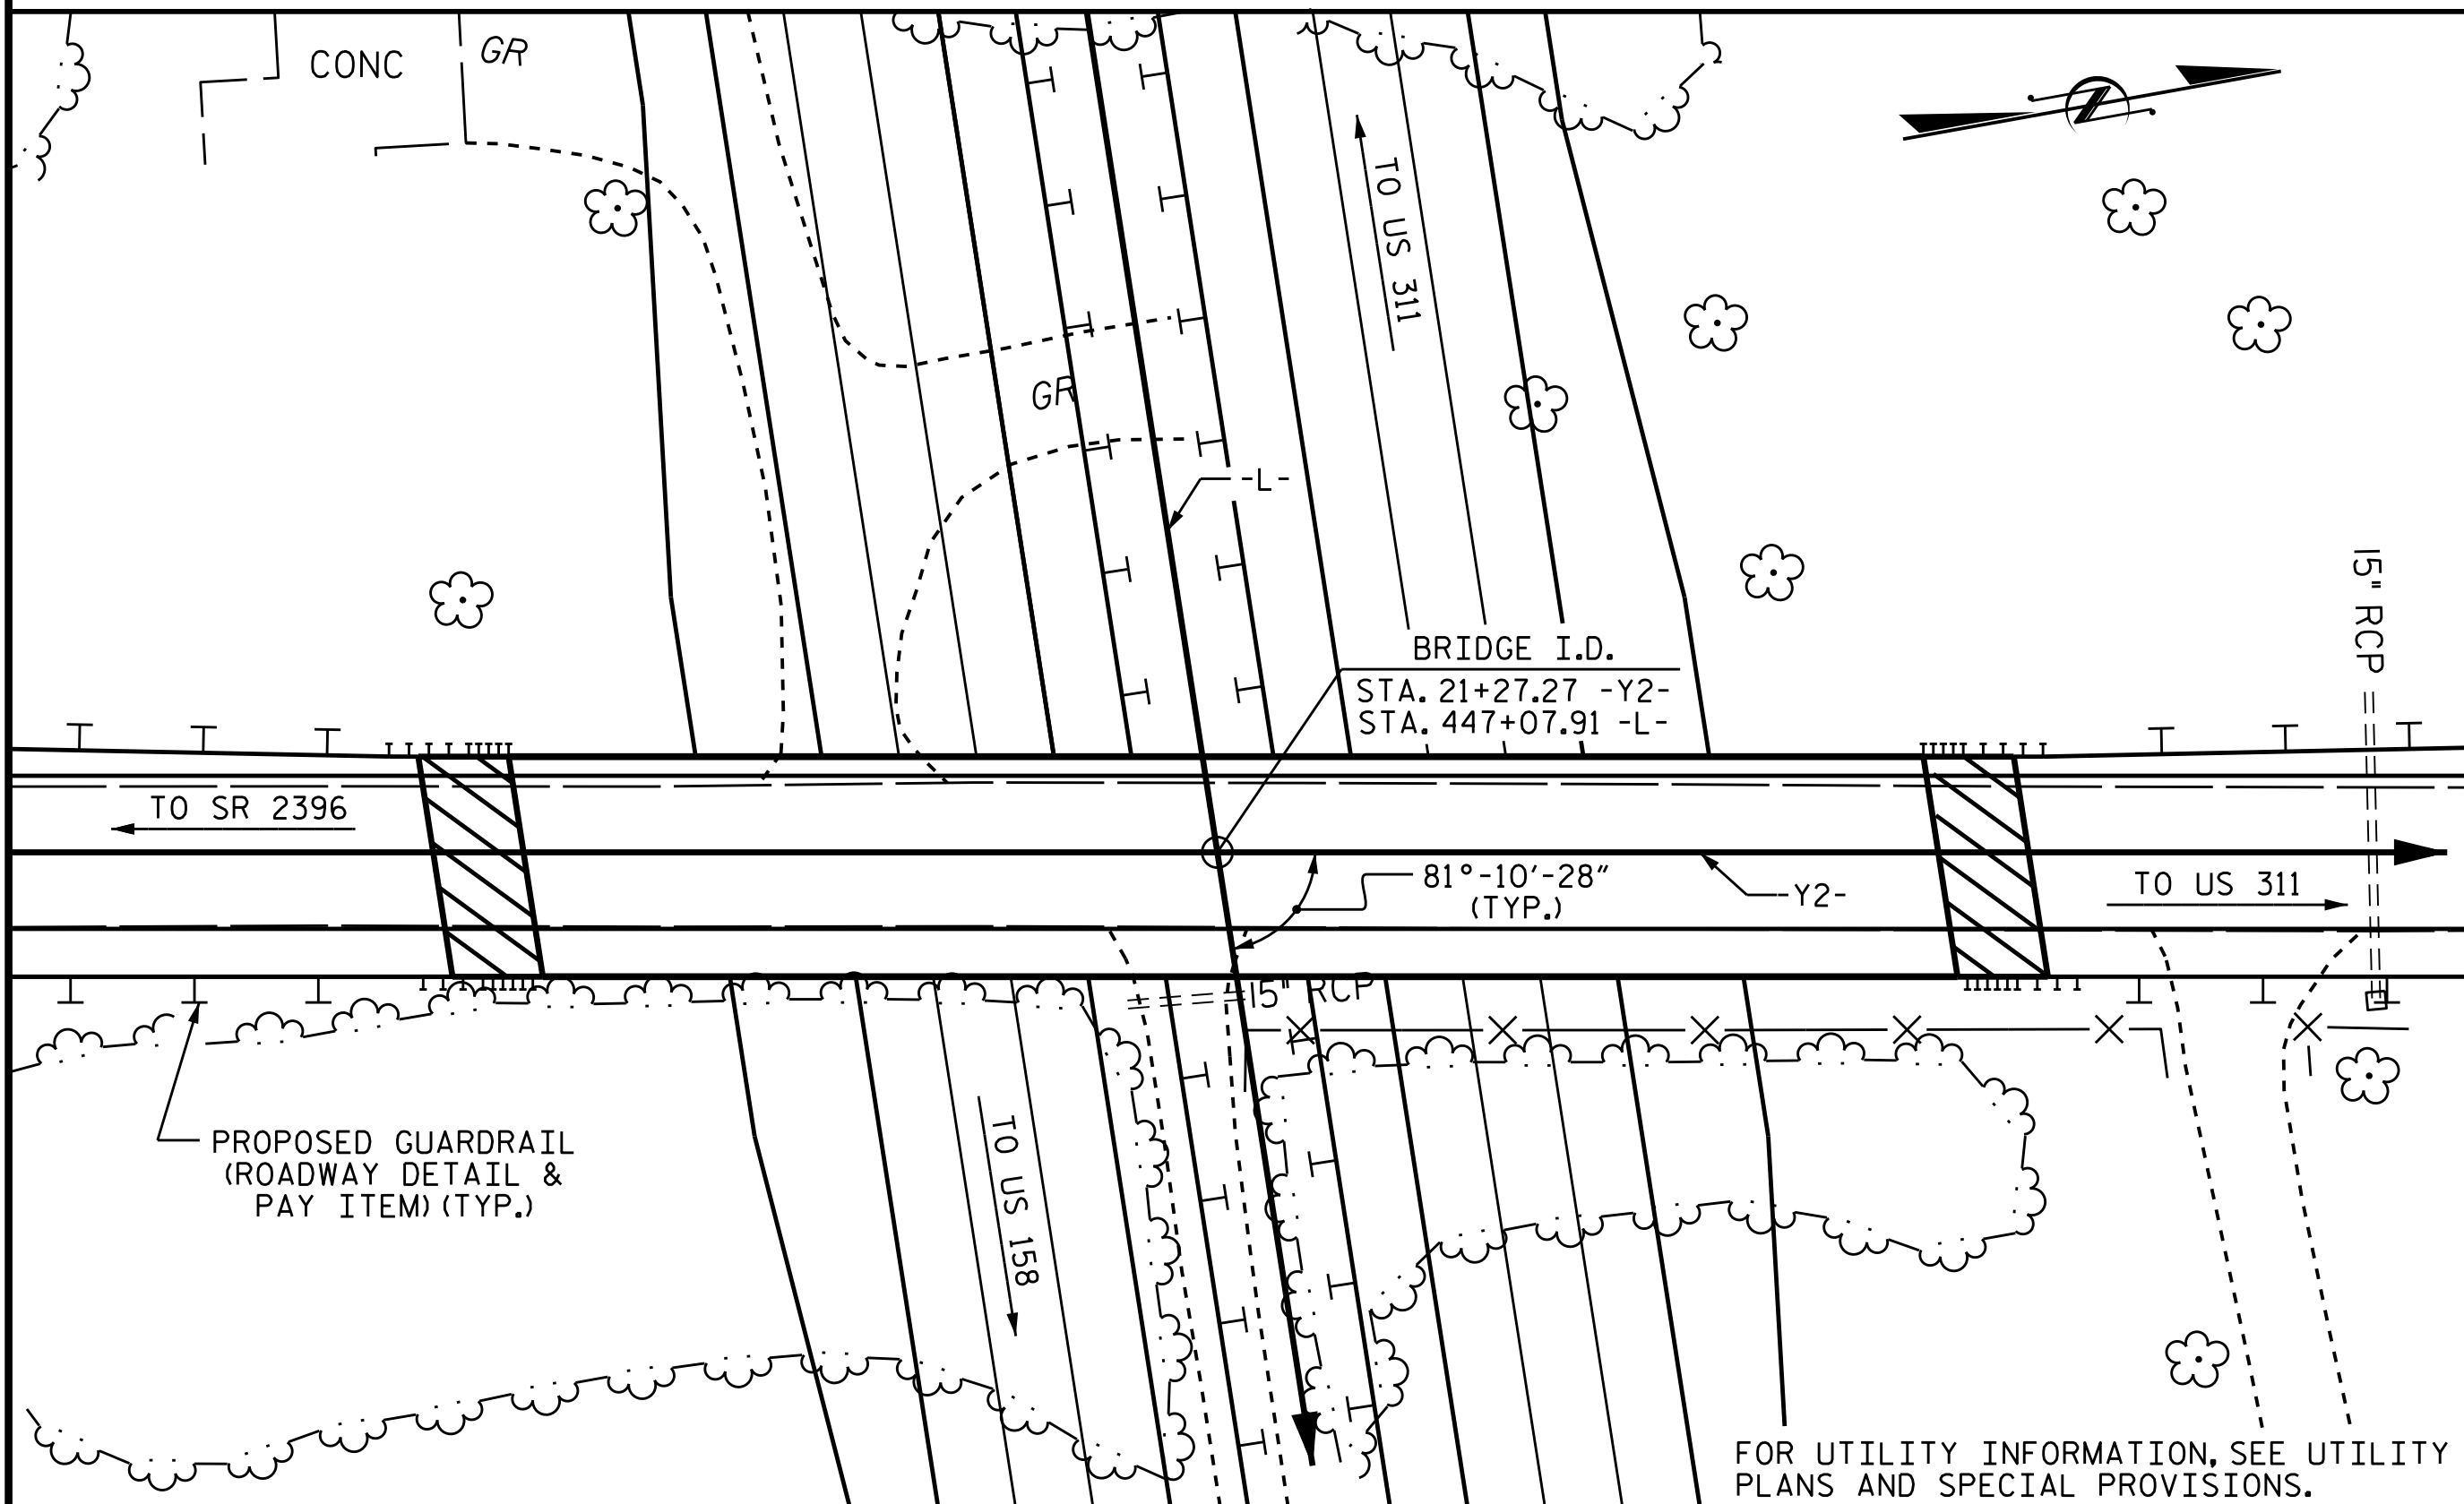 CONC
GR
TO US 311
GR
-L-
15" RCP
BRIDGE I.D.
STA. 21+27.27 -Y2-
STA. 447+07.91 -L-
TO SR 2396
81°-10'-28"
(TYP.)
-Y2-
TO US 311
15" RCP
TO US 158
PROPOSED GUARDRAIL
(ROADWAY DETAIL &
PAY ITEM)(TYP.)
FOR UTILITY INFORMATION, SEE UTILITY
PLANS AND SPECIAL PROVISIONS.